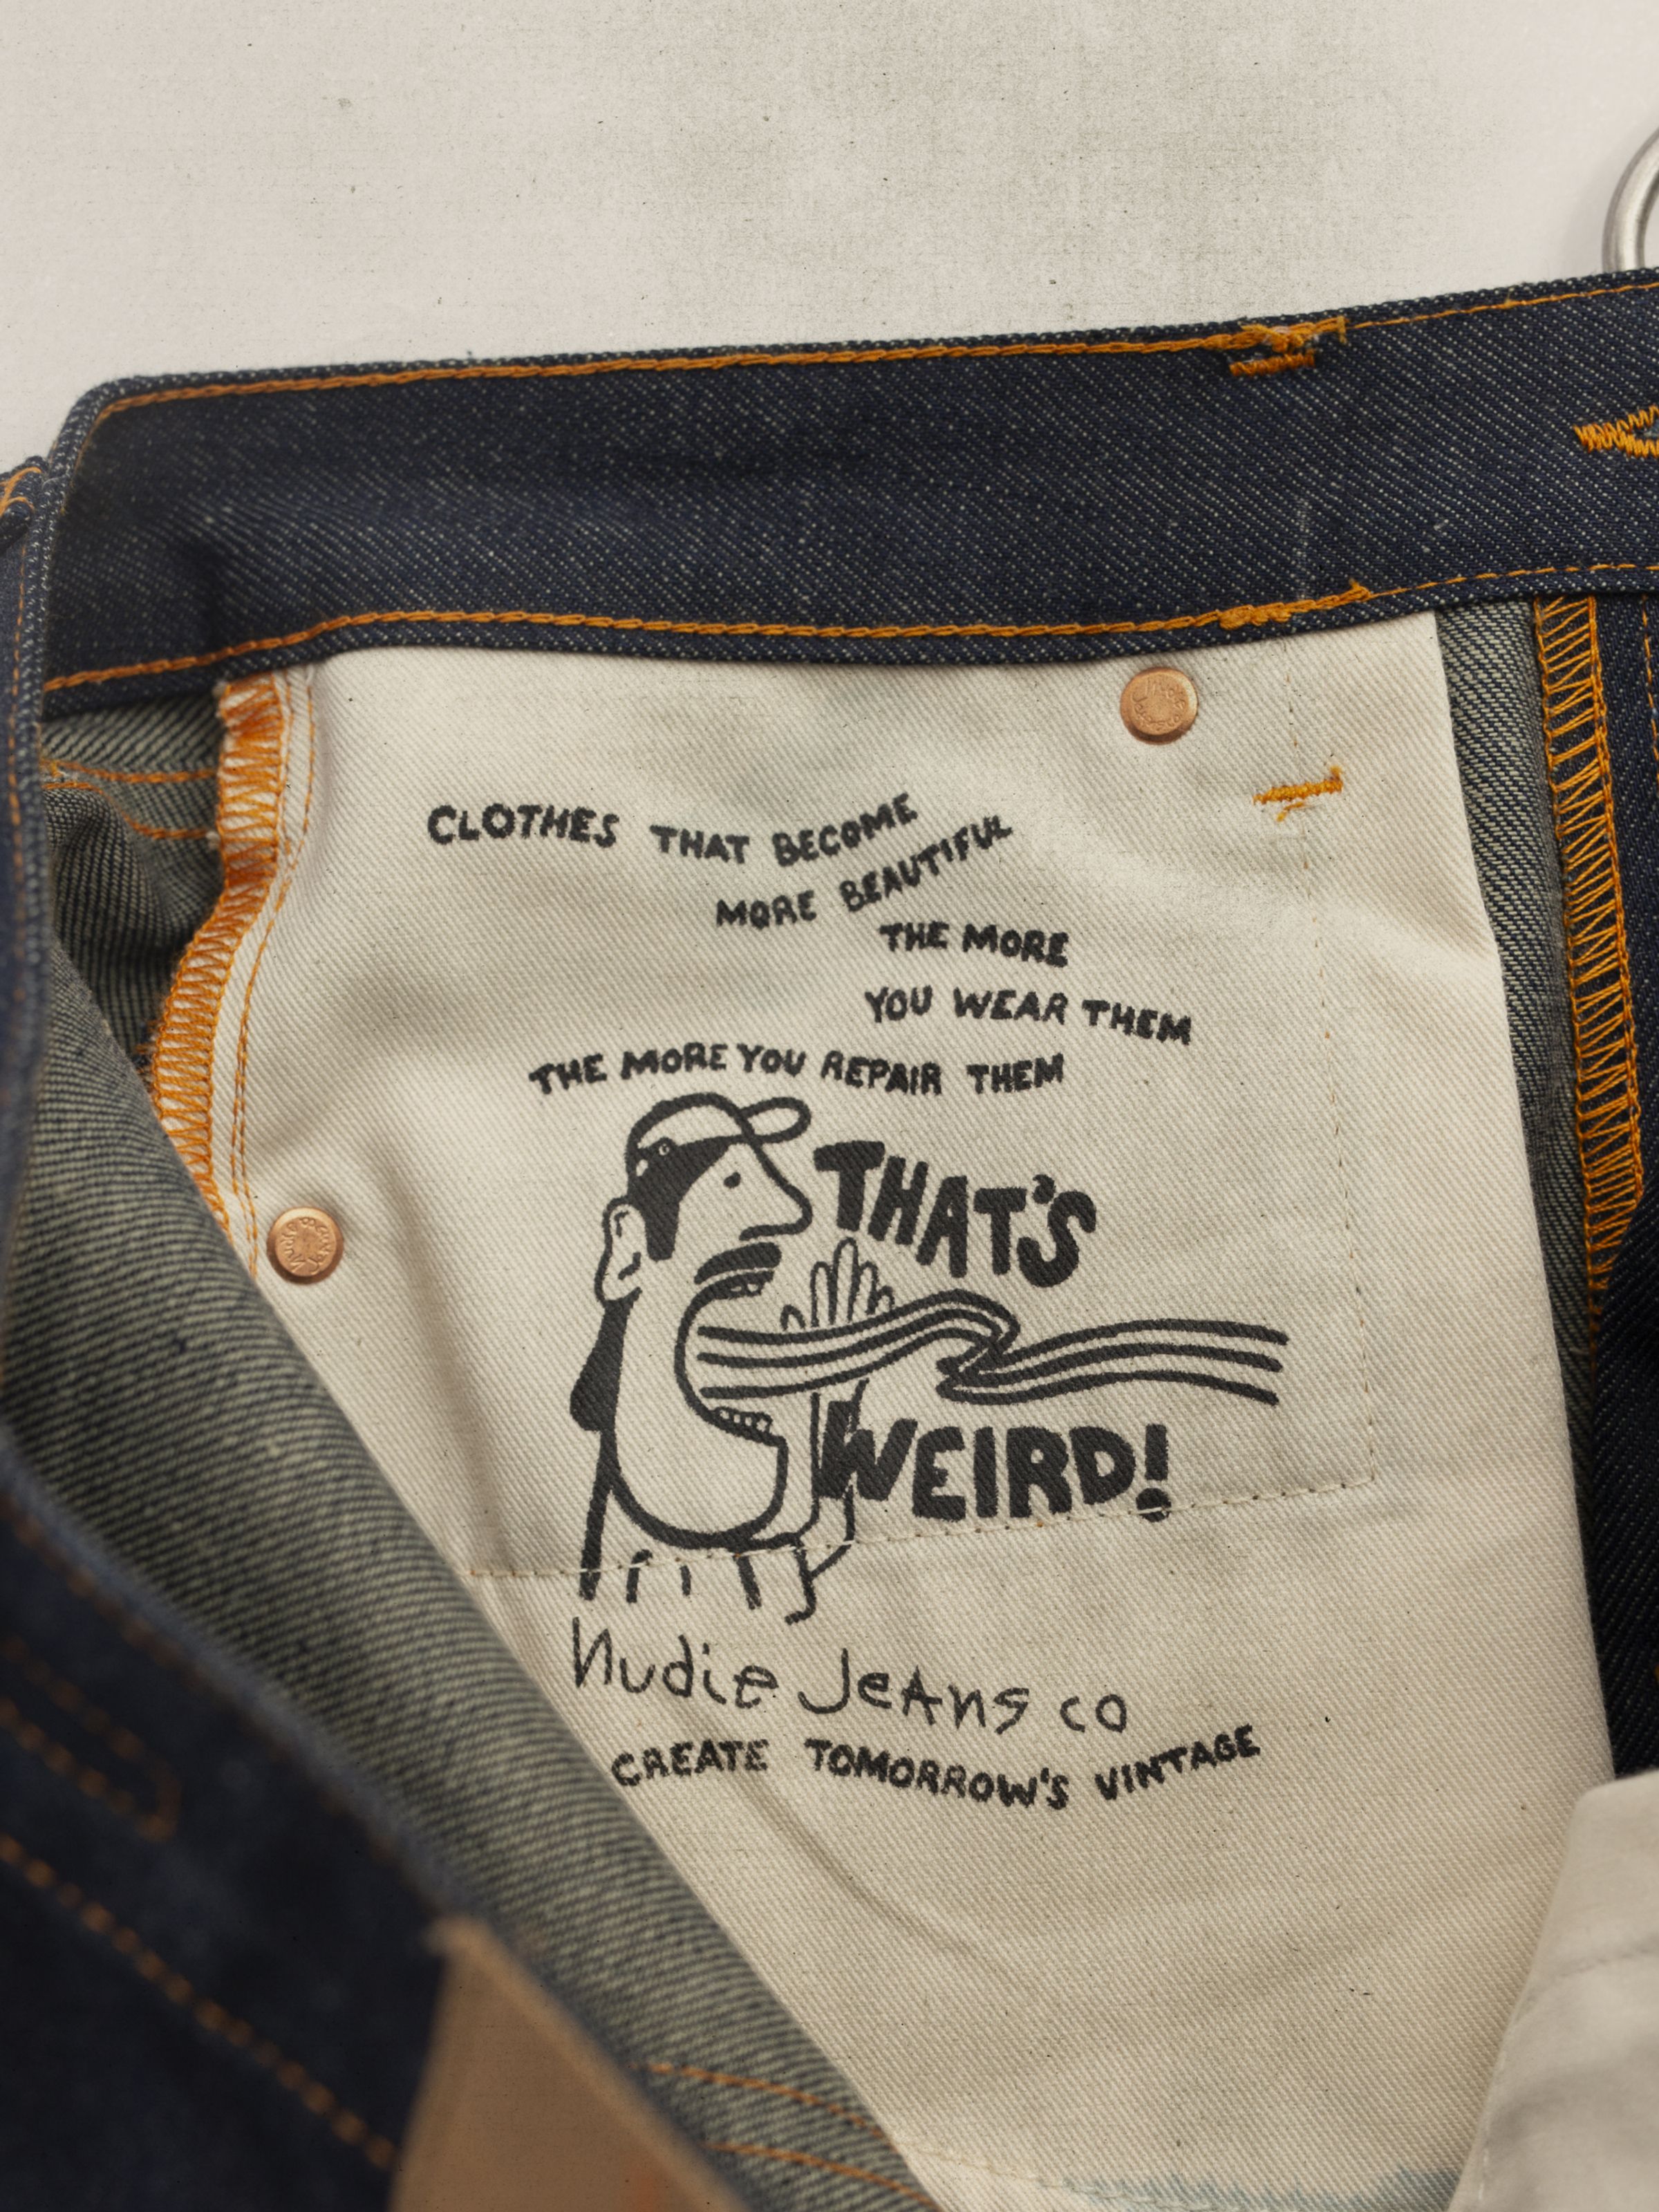 CLOTHES THAT BECOME
MORE BEAUTIFUL
THE MORE
YOU WEAR THEM
THE MORE YOU REPAIR THEM
THAT'S
WEIRD!
Nudie JeAns co
CREATE TOMORROW'S VINTAGE